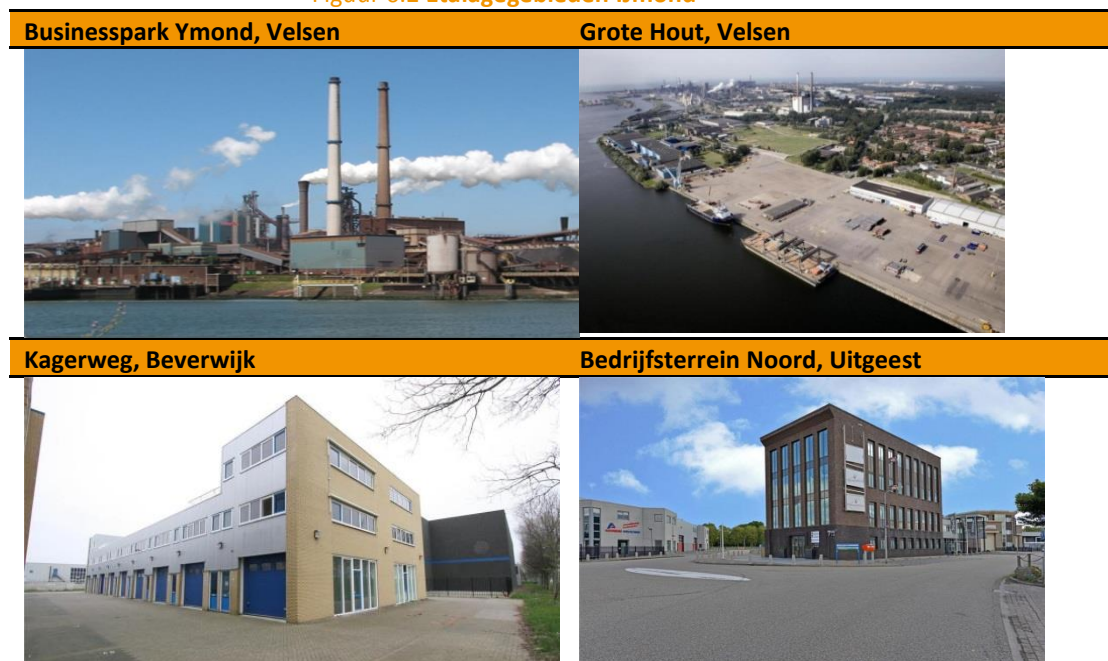 Businesspark Ymond, Velsen
Grote Hout, Velsen
Kagerweg, Beverwijk
Bedrijfsterrein Noord, Uitgeest